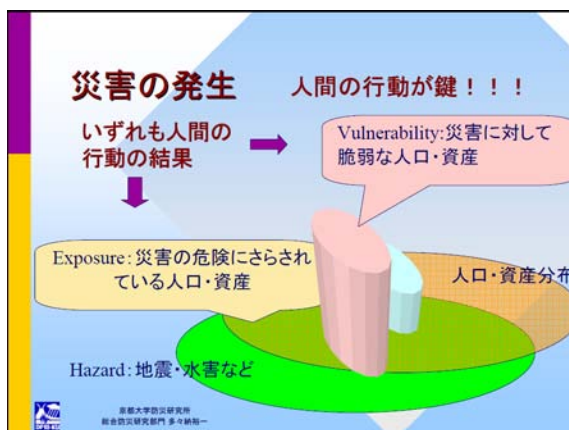 災害の発生
人間の行動が鍵！！！
いずれも人間の
行動の結果
Vulnerability:災害に対して
脆弱な人口・資産
Exposure:災害の危険にさらされ
ている人口・資産
人口・資産分布
Hazard:地震・水害など
京都大学防災研究所
総合防災研究部門 多々納裕一